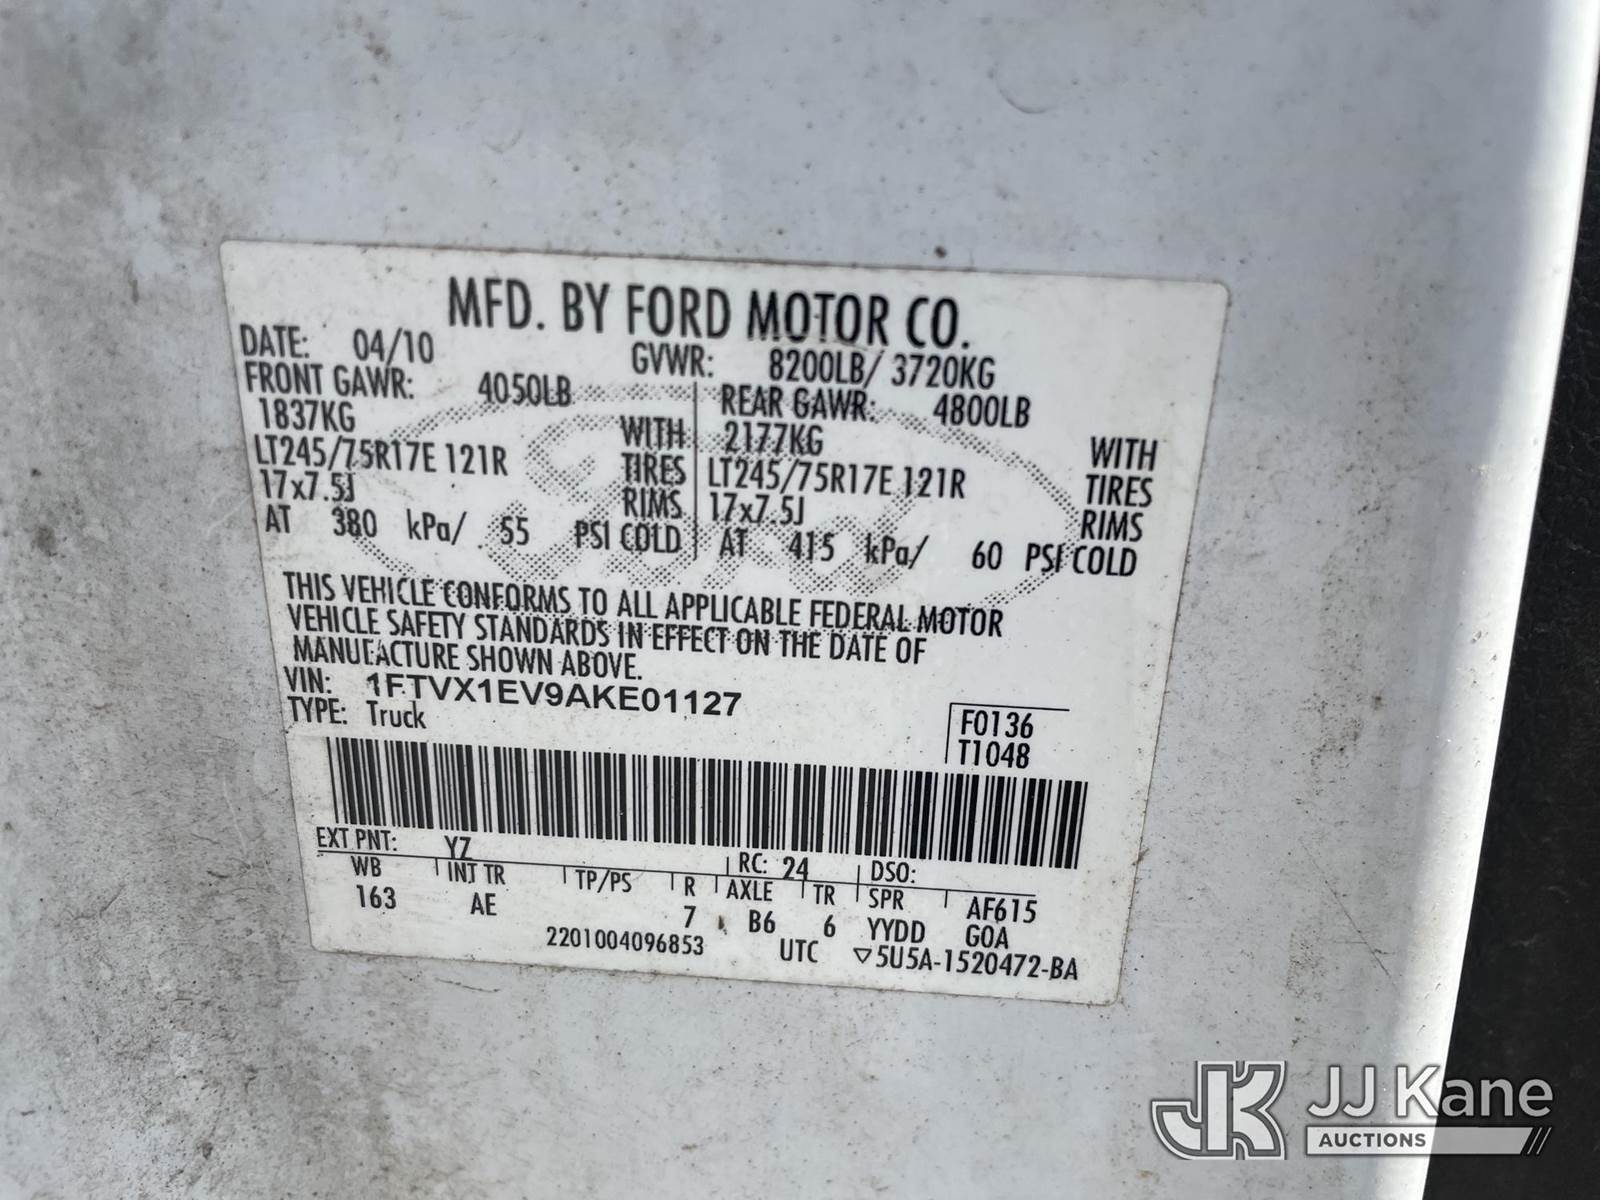 MFD. BY FORD MOTOR CO.
DATE: 04/10 GVWR: 8200LB/ 3720KG
FRONT GAWR: 4050LB REAR GAWR: 4800LB
1837KG WITH 2177KG WITH
LT245/75R17E 121R TIRES LT245/75R17E 121R TIRES
17x7.5J RIMS 17x7.5J RIMS
AT 380 kPa/ 55 PSI COLD AT 415 kPa/ 60 PSI COLD
THIS VEHICLE CONFORMS TO ALL APPLICABLE FEDERAL MOTOR
VEHICLE SAFETY STANDARDS IN EFFECT ON THE DATE OF
MANUFACTURE SHOWN ABOVE.
VIN: 1FTVX1EV9AKE01127
TYPE: Truck F0136
T1048
EXT PNT: YZ RC: 24 DSO:
WB INT TR TP/PS R AXLE TR SPR AF615
163 AE 7 B6 6 YYDD GOA
2201004096853 UTC ▽5U5A-1520472-BA
JK JJ Kane
AUCTIONS